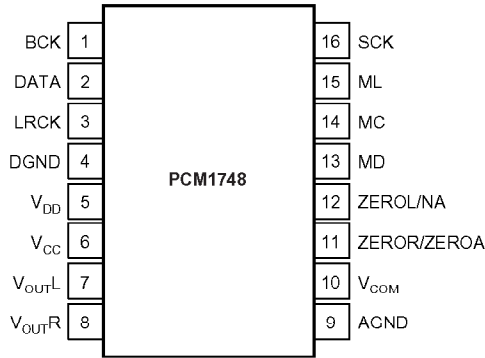 BCK 1 16 SCK
DATA 2 15 ML
LRCK 3 14 MC
DGND 4 13 MD
PCM1748
VDD 5 12 ZEROL/NA
VCC 6 11 ZEROR/ZEROA
VOUTL 7 10 VCOM
VOUTR 8 9 AGND